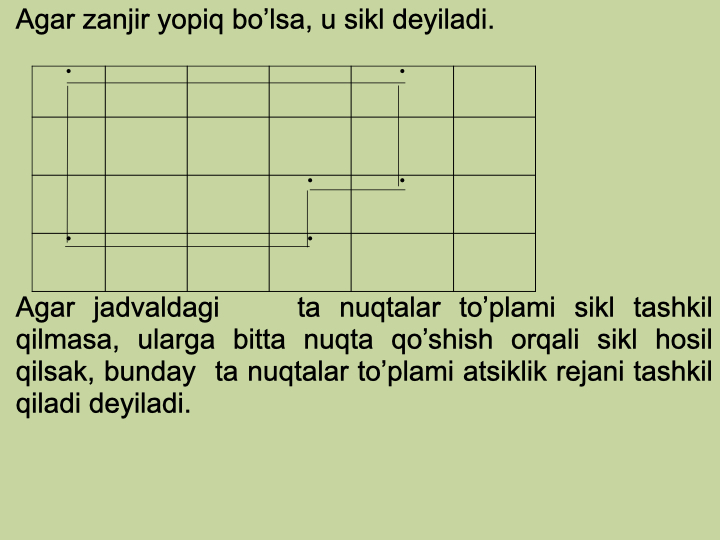 Agar zanjir yopiq bo’lsa, u sikl deyiladi.
Agar jadvaldagi ta nuqtalar to’plami sikl tashkil
qilmasa, ularga bitta nuqta qo’shish orqali sikl hosil
qilsak, bunday ta nuqtalar to’plami atsiklik rejani tashkil
qiladi deyiladi.